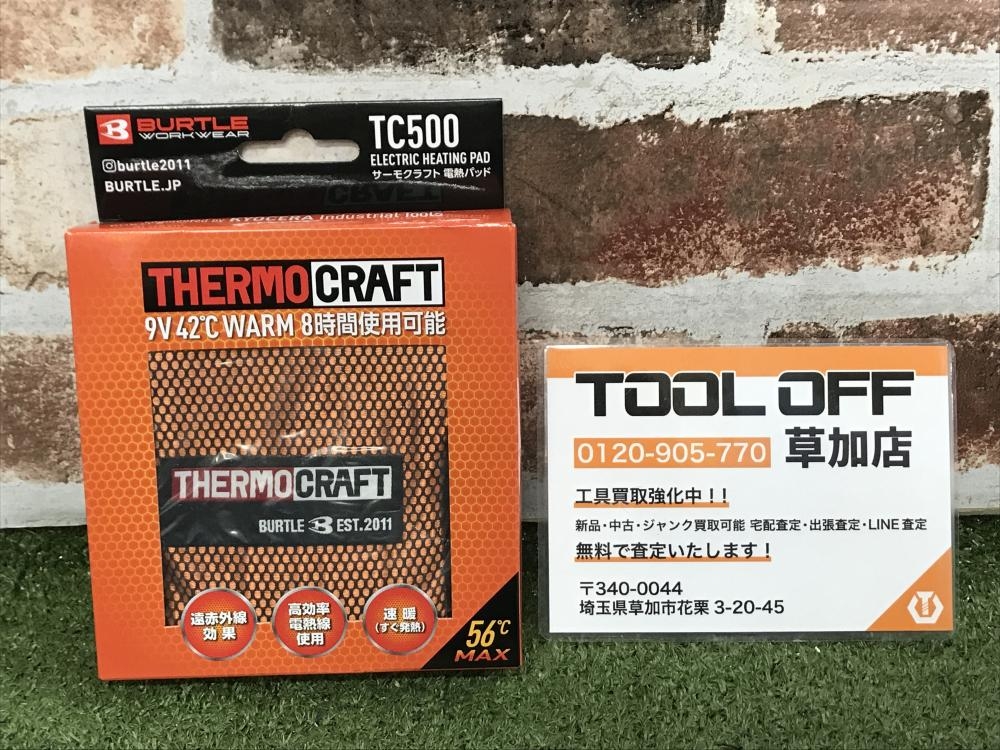 BURTLE
WORKWEAR
burtle2011
BURTLE.JP
TC500
ELECTRIC HEATING PAD
サーモクラフト 電熱パッド
by KYOCERA Industrial Tools
THERMOCRAFT
9V 42℃ WARM 8時間使用可能
THERMOCRAFT
BURTLE EST.2011
遠赤外線
効果
高効率
電熱線
使用
速暖
(すぐ発熱)
56℃
MAX
TOOL OFF
0120-905-770 草加店
工具買取強化中！！
新品・中古・ジャンク買取可能 宅配査定・出張査定・LINE査定
無料で査定いたします！
〒340-0044
埼玉県草加市花栗 3-20-45